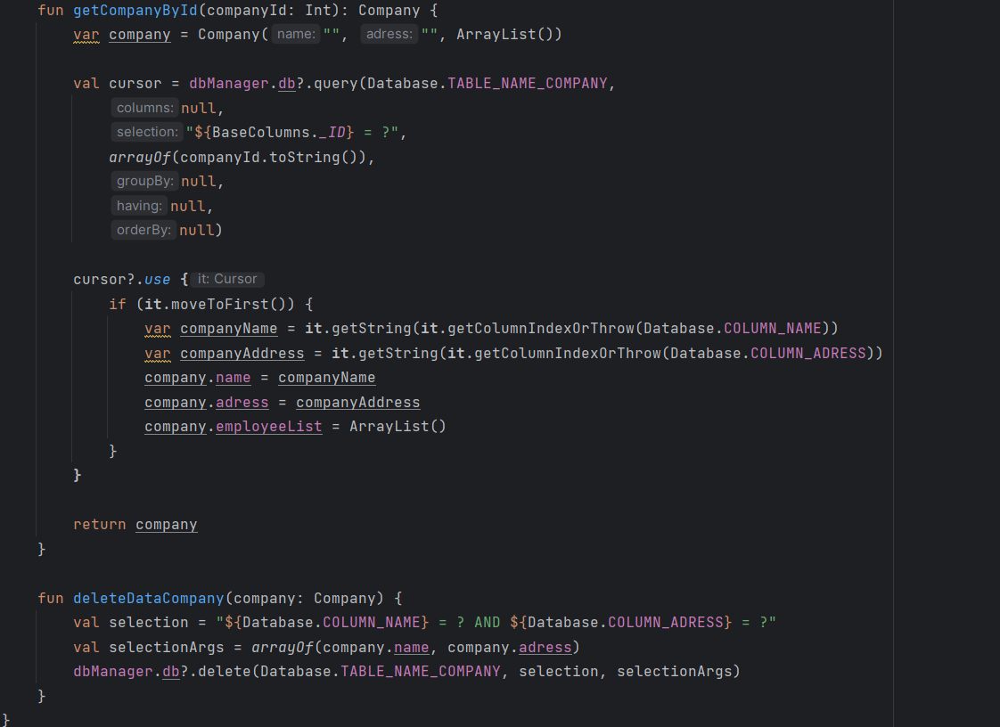 fun getCompanyById(companyId: Int): Company {
var company = Company( name: "", adress: "", ArrayList())
val cursor = dbManager.db?.query(Database.TABLE_NAME_COMPANY,
columns: null,
selection: "${BaseColumns._ID} = ?",
arrayOf(companyId.toString()),
groupBy: null,
having: null,
orderBy: null)
cursor?.use { it: Cursor
if (it.moveToFirst()) {
var companyName = it.getString(it.getColumnIndexOrThrow(Database.COLUMN_NAME))
var companyAddress = it.getString(it.getColumnIndexOrThrow(Database.COLUMN_ADRESS))
company.name = companyName
company.adress = companyAddress
company.employeeList = ArrayList()
}
}
return company
}
fun deleteDataCompany(company: Company) {
val selection = "${Database.COLUMN_NAME} = ? AND ${Database.COLUMN_ADRESS} = ?"
val selectionArgs = arrayOf(company.name, company.adress)
dbManager.db?.delete(Database.TABLE_NAME_COMPANY, selection, selectionArgs)
}
}